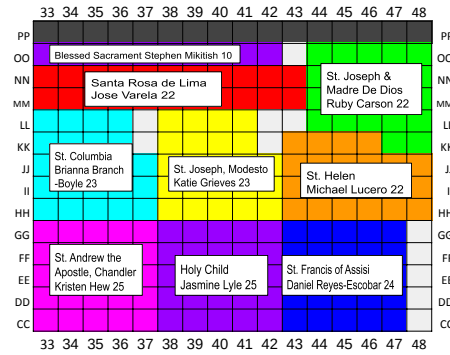 33 34 35 36 37 38 39 40 41 42 43 44 45 46 47 48
PP PP
OO Blessed Sacrament Stephen Mikitish 10 OO
NN Santa Rosa de Lima St. Joseph & NN
MM Jose Varela 22 Madre De Dios MM
Ruby Carson 22
LL LL
KK KK
JJ St. Columbia St. Joseph, Modesto St. Helen JJ
II Brianna Branch Katie Grieves 23 Michael Lucero 22 II
-Boyle 23
HH HH
GG GG
FF St. Andrew the Holy Child St. Francis of Assisi FF
EE Apostle, Chandler Jasmine Lyle 25 Daniel Reyes-Escobar 24 EE
Kristen Hew 25
DD DD
CC CC
33 34 35 36 37 38 39 40 41 42 43 44 45 46 47 48